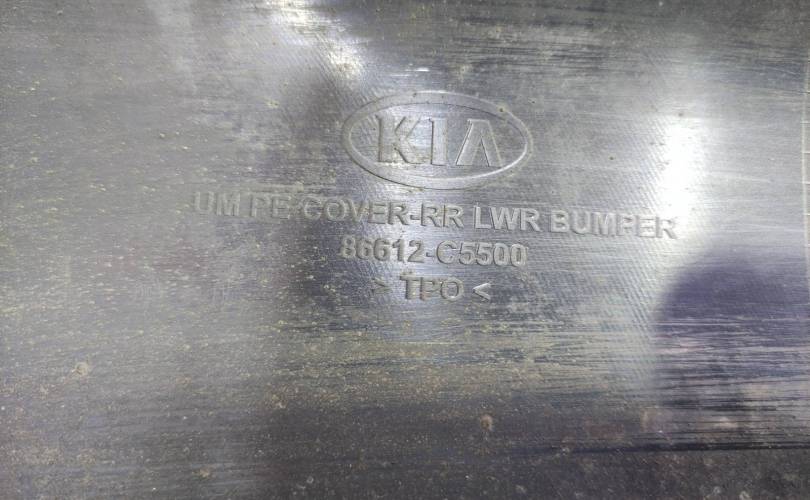 KIA
UM PE COVER-RR LWR BUMPER
86612-C5500
> TPO <